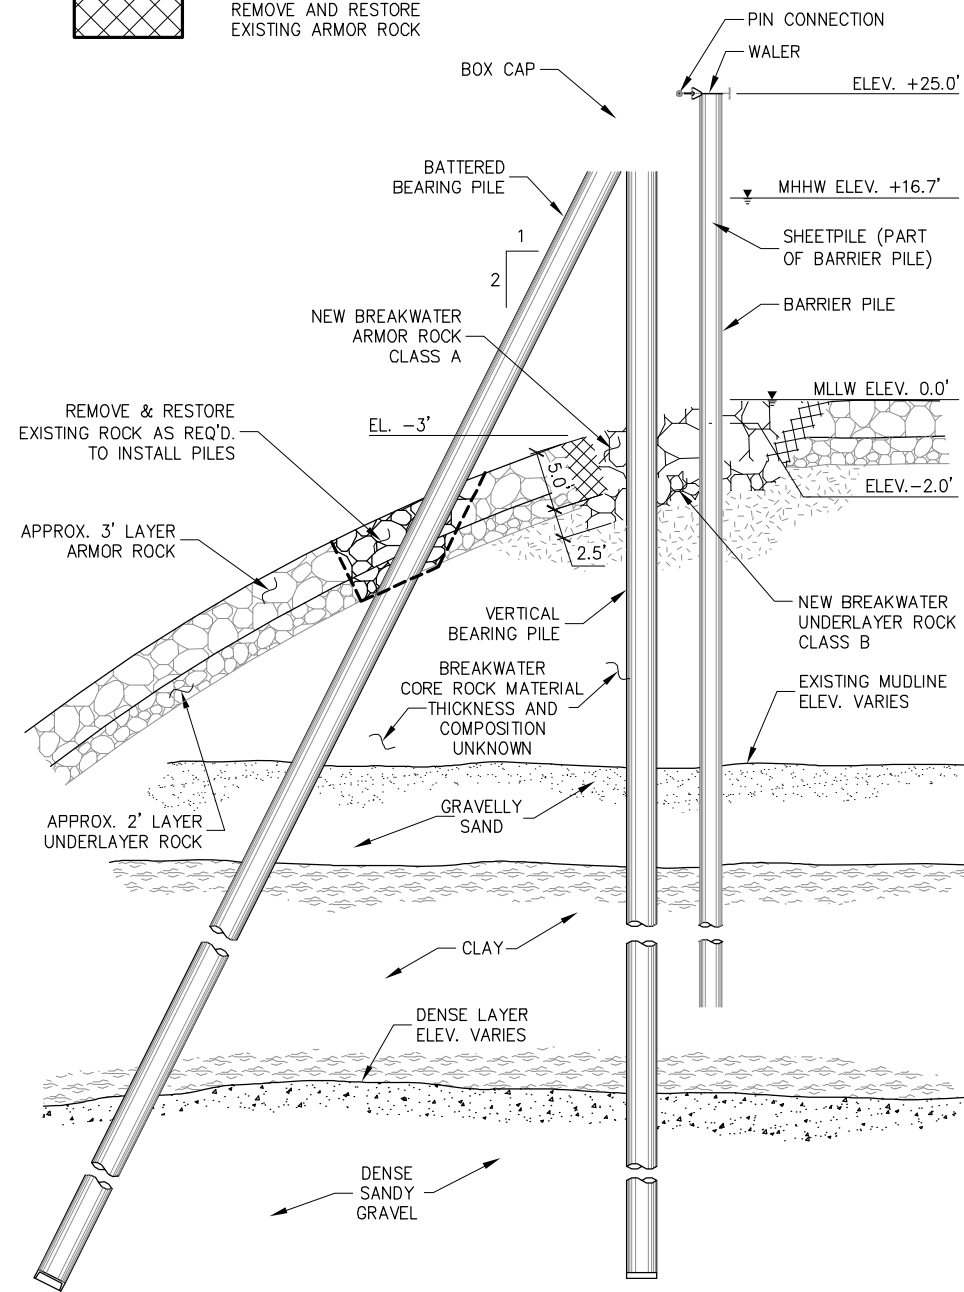 REMOVE AND RESTORE
EXISTING ARMOR ROCK
PIN CONNECTION
WALER
BOX CAP
ELEV. +25.0'
BATTERED
BEARING PILE
MHHW ELEV. +16.7'
1
2
SHEETPILE (PART
OF BARRIER PILE)
BARRIER PILE
NEW BREAKWATER
ARMOR ROCK
CLASS A
MLLW ELEV. 0.0'
REMOVE & RESTORE
EXISTING ROCK AS REQ'D.
TO INSTALL PILES
EL. -3'
5.0'
ELEV.-2.0'
APPROX. 3' LAYER
ARMOR ROCK
2.5'
NEW BREAKWATER
UNDERLAYER ROCK
CLASS B
VERTICAL
BEARING PILE
BREAKWATER
CORE ROCK MATERIAL
THICKNESS AND
COMPOSITION
UNKNOWN
EXISTING MUDLINE
ELEV. VARIES
APPROX. 2' LAYER
UNDERLAYER ROCK
GRAVELLY
SAND
CLAY
DENSE LAYER
ELEV. VARIES
DENSE
SANDY
GRAVEL